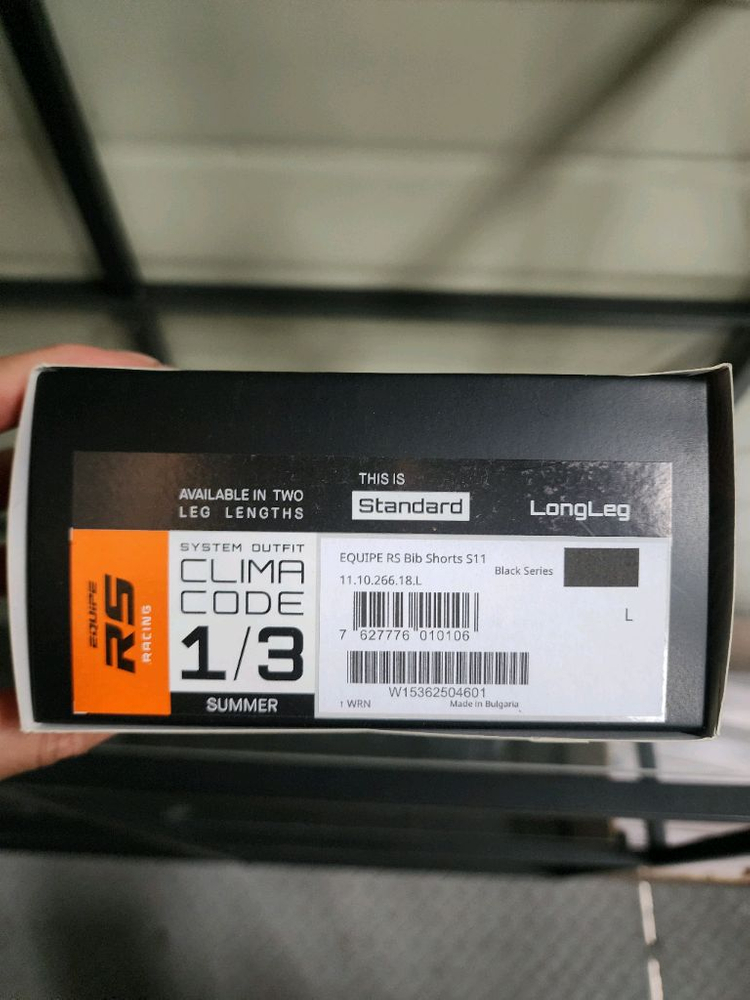 AVAILABLE IN TWO
LEG LENGTHS
THIS IS
Standard
LongLeg
EQUIPE
RS
.RACING
SYSTEM OUTFIT
CLIMA
CODE
1/3
SUMMER
EQUIPE RS Bib Shorts S11
11.10.266.18.L
Black Series
L
7 627776 010106
W15362504601
1 WRN
Made in Bulgaria